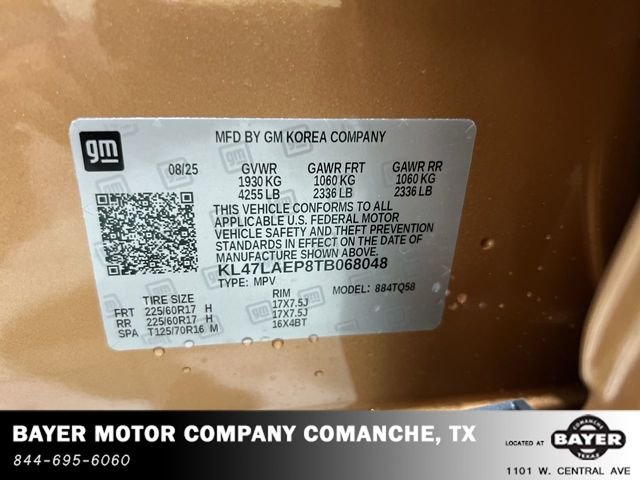 gm
MFD BY GM KOREA COMPANY
08/25 GVWR GAWR FRT GAWR RR
1930 KG 1060 KG 1060 KG
4255 LB 2336 LB 2336 LB
THIS VEHICLE CONFORMS TO ALL
APPLICABLE U.S. FEDERAL MOTOR
VEHICLE SAFETY AND THEFT PREVENTION
STANDARDS IN EFFECT ON THE DATE OF
MANUFACTURE SHOWN ABOVE.
KL47LAEP8TB068048
TYPE: MPV MODEL: 884TQ58
TIRE SIZE RIM
FRT 225/60R17 H 17X7.5J
RR 225/60R17 H 17X7.5J
SPA T125/70R16 M 16X4BT
BAYER MOTOR COMPANY COMANCHE, TX
844-695-6060
LOCATED AT
COMANCHE
BAYER
TEXAS
1101 W. CENTRAL AVE